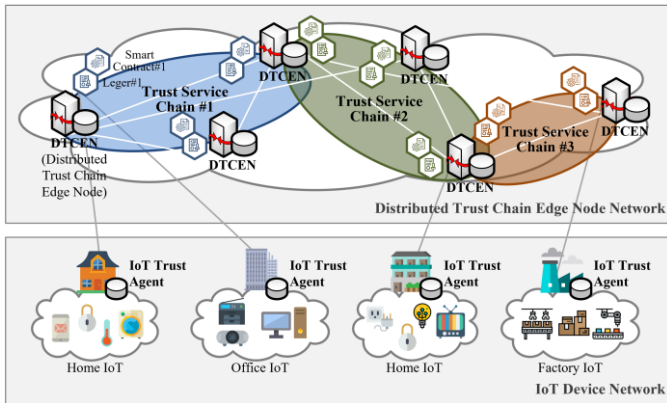 Smart
Contract#1
Leger#1
DTCEN
DTCEN
Trust Service
Chain #1
Trust Service
Chain #2
Trust Service
Chain #3
DTCEN
DTCEN
(Distributed
Trust Chain
Edge Node)
DTCEN
DTCEN
Distributed Trust Chain Edge Node Network
IoT Trust
Agent
IoT Trust
Agent
IoT Trust
Agent
IoT Trust
Agent
Home IoT
Office IoT
Home IoT
Factory IoT
IoT Device Network